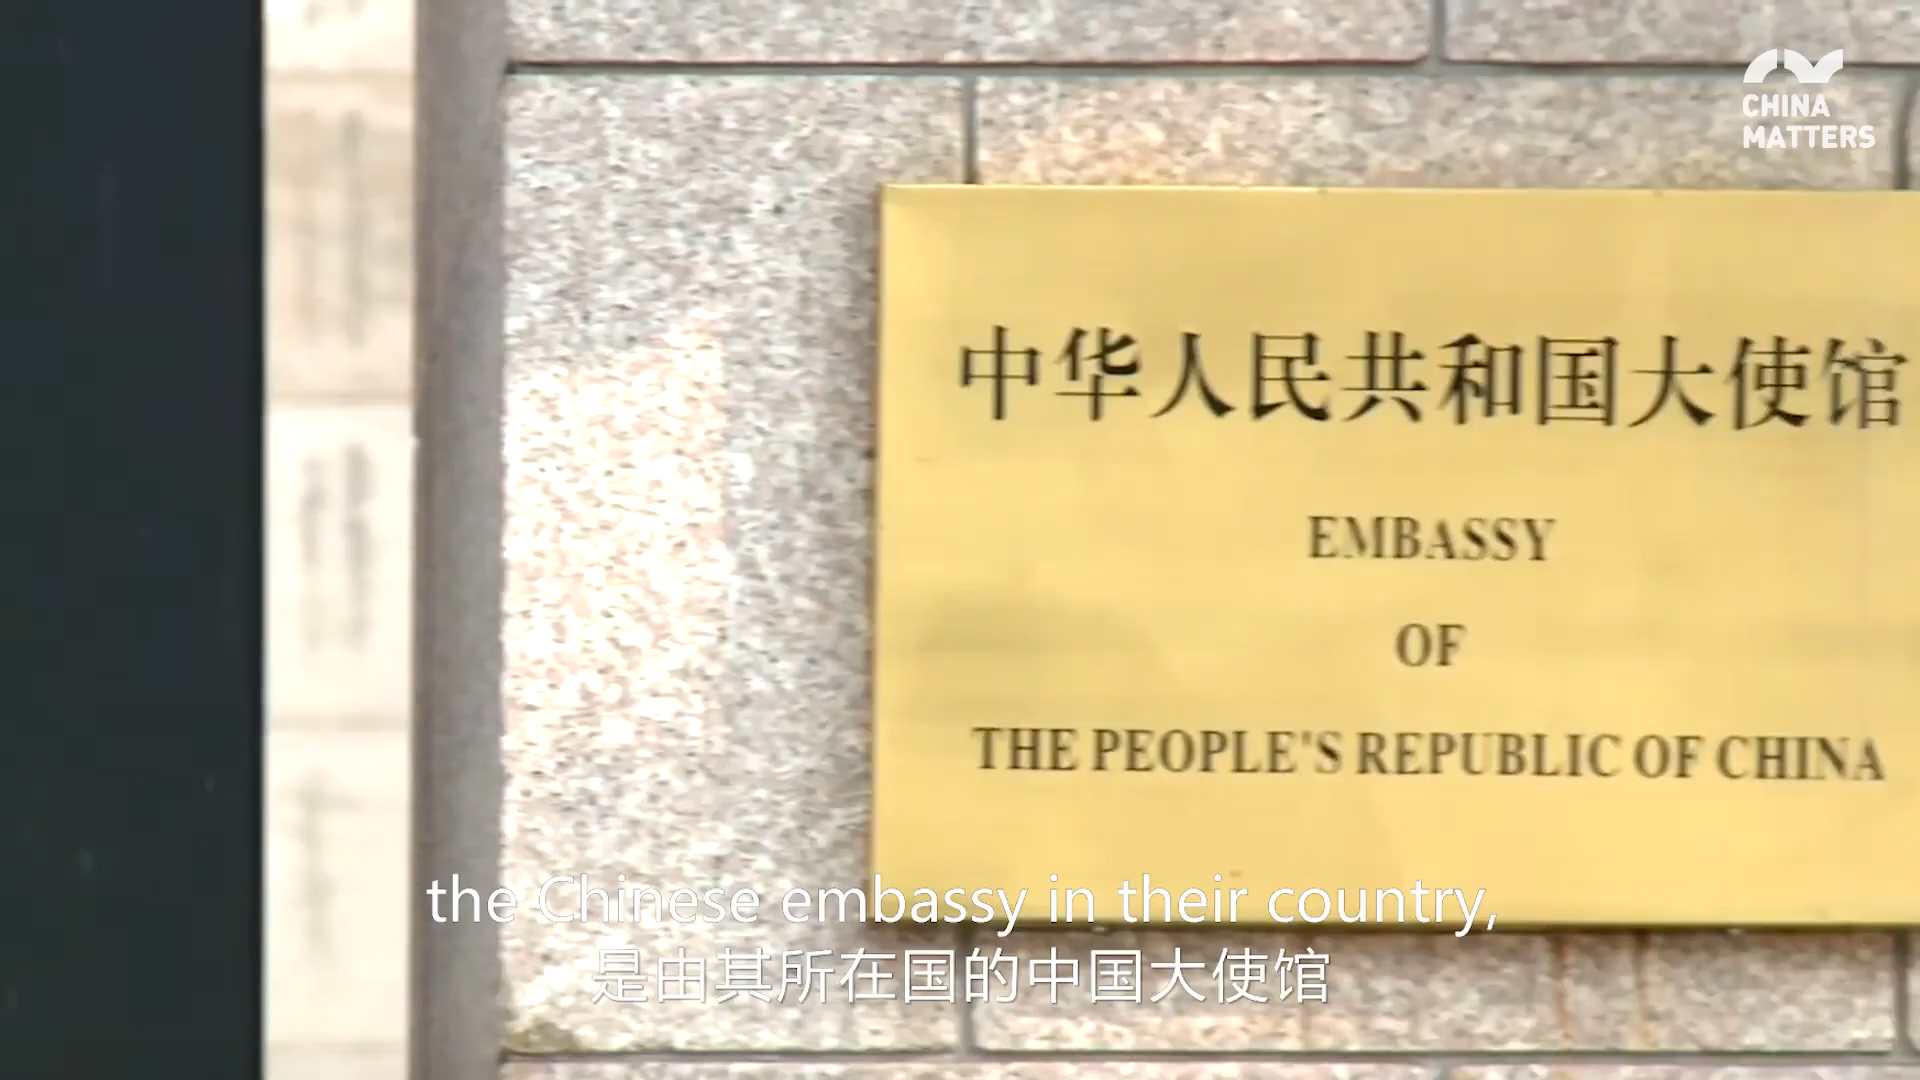 CHINA
MATTERS
中华人民共和国大使馆
EMBASSY
OF
THE PEOPLE'S REPUBLIC OF CHINA
the Chinese embassy in their country,
是由其所在国的中国大使馆